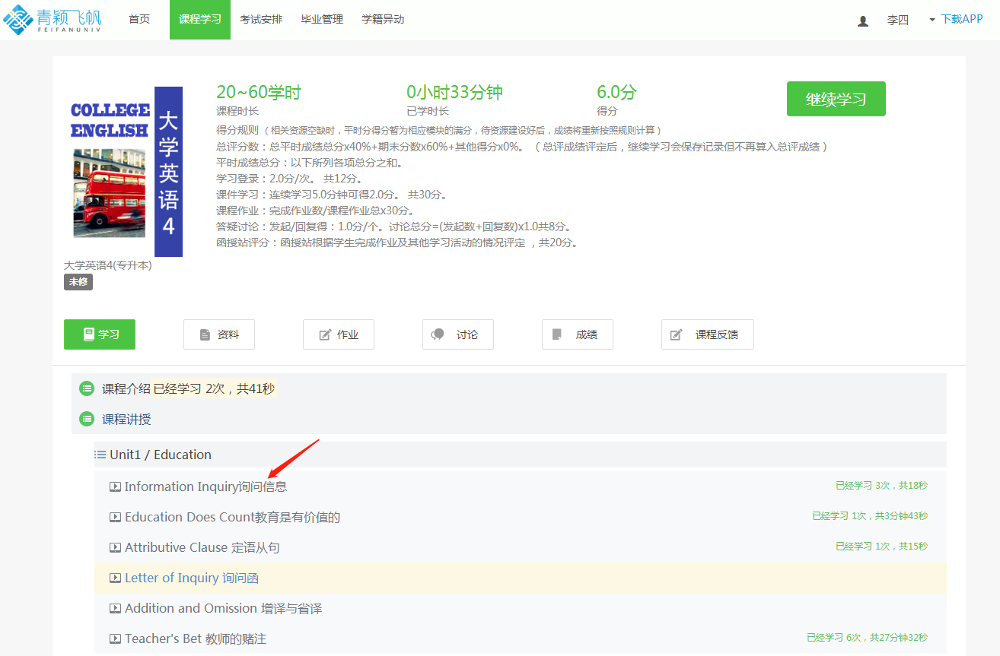 青颖飞帆
FEIFANUNIV
首页
课程学习
考试安排
毕业管理
学籍异动
李四
下载APP
COLLEGE
ENGLISH
大学英语4
20~60学时
课程时长
0小时33分钟
已学时长
6.0分
得分
继续学习
得分规则（相关资源空缺时，平时分得分暂为相应模块的满分，待资源建设好后，成绩将重新按照规则计算）
总评分数：总平时成绩总分x40%+期末分数x60%+其他得分x0%。（总评成绩评定后，继续学习会保存记录但不再算入总评成绩）
平时成绩总分：以下所列各项总分之和。
学习登录：2.0分/次。 共12分。
课件学习：连续学习5.0分钟可得2.0分。 共30分。
课程作业：完成作业数/课程作业总x30分。
答疑讨论：发起/回复得：1.0分/个。讨论总分=(发起数+回复数)x1.0共8分。
函授站评分：函授站根据学生完成作业及其他学习活动的情况评定 ，共20分。
大学英语4(专升本)
未修
学习
资料
作业
讨论
成绩
课程反馈
课程介绍 已经学习 2次，共41秒
课程讲授
Unit1 / Education
Information Inquiry询问信息 已经学习 3次，共18秒
Education Does Count教育是有价值的 已经学习 1次，共3分钟43秒
Attributive Clause 定语从句 已经学习 1次，共15秒
Letter of Inquiry 询问函
Addition and Omission 增译与省译
Teacher's Bet 教师的赌注 已经学习 6次，共27分钟32秒